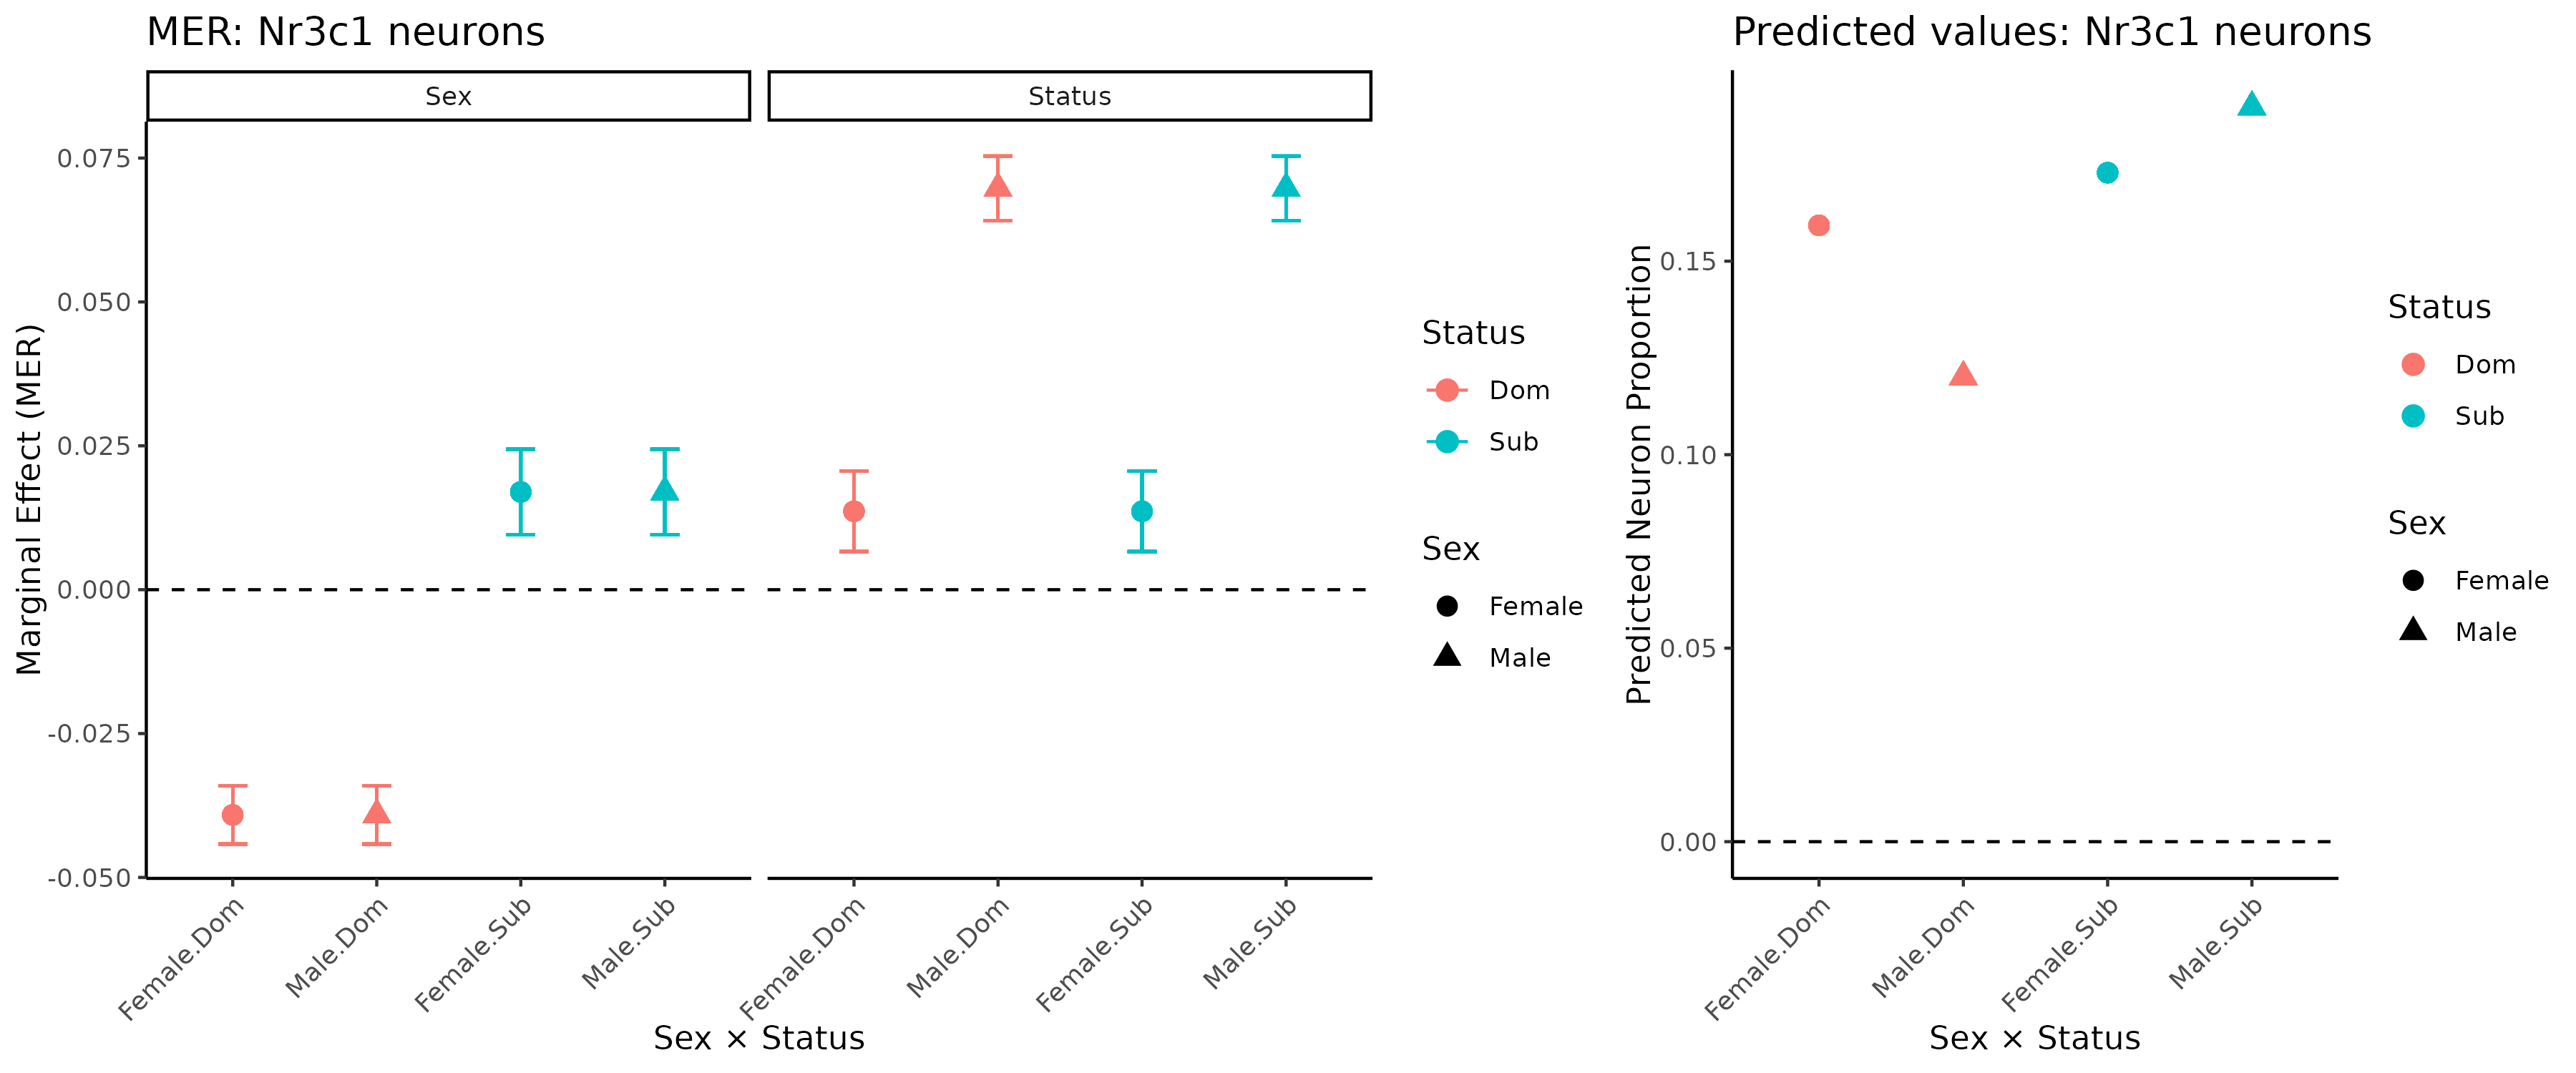 MER: Nr3c1 neurons
Sex
Status
Marginal Effect (MER)
0.075
0.050
0.025
0.000
-0.025
-0.050
Female.Dom
Male.Dom
Female.Sub
Male.Sub
Female.Dom
Male.Dom
Female.Sub
Male.Sub
Sex × Status
Status
Dom
Sub
Sex
Female
Male
Predicted values: Nr3c1 neurons
Predicted Neuron Proportion
0.15
0.10
0.05
0.00
Female.Dom
Male.Dom
Female.Sub
Male.Sub
Sex × Status
Status
Dom
Sub
Sex
Female
Male